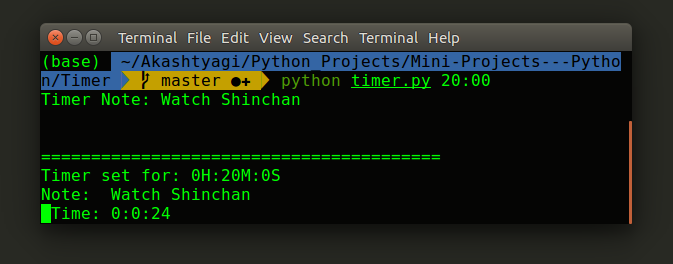 Terminal File Edit View Search Terminal Help
(base) ~/Akashtyagi/Python Projects/Mini-Projects---Pytho
n/Timer master ●+ python timer.py 20:00
Timer Note: Watch Shinchan
========================================
Timer set for: 0H:20M:0S
Note:  Watch Shinchan
Time: 0:0:24